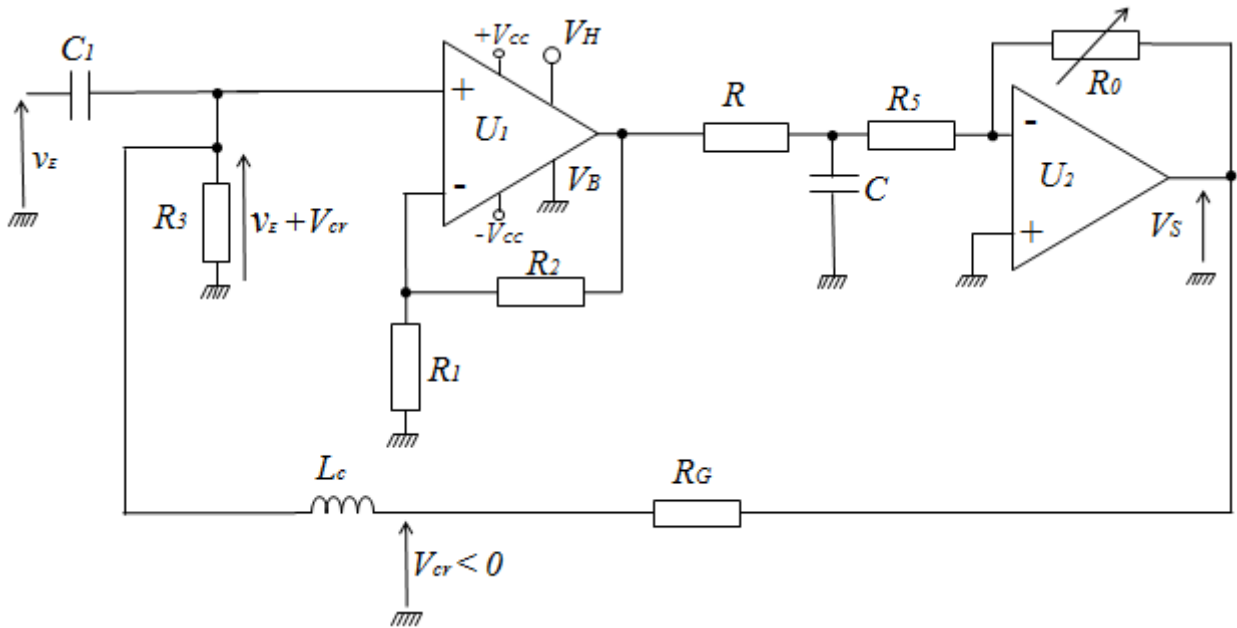 C1
+Vcc
VH
R0
+
U1
-
R
R5
-
U2
+
vE
R3
vE + Vcr
VB
-Vcc
C
VS
R2
R1
Lc
RG
Vcr < 0